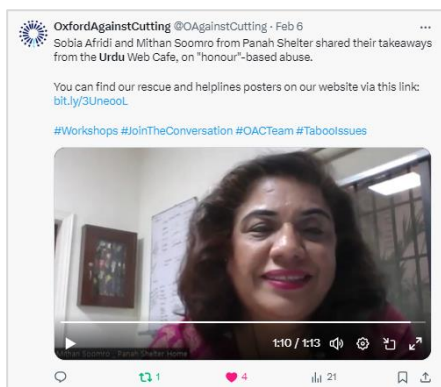 OxfordAgainstCutting @OAgainstCutting · Feb 6 ...
Sobia Afridi and Mithan Soomro from Panah Shelter shared their takeaways
from the Urdu Web Cafe, on "honour"-based abuse.
You can find our rescue and helplines posters on our website via this link:
bit.ly/3UneooL
#Workshops #JoinTheConversation #OACTeam #TabooIssues
1:10 / 1:13
Mithan Soomro - Panah Shelter Home
1 4 21